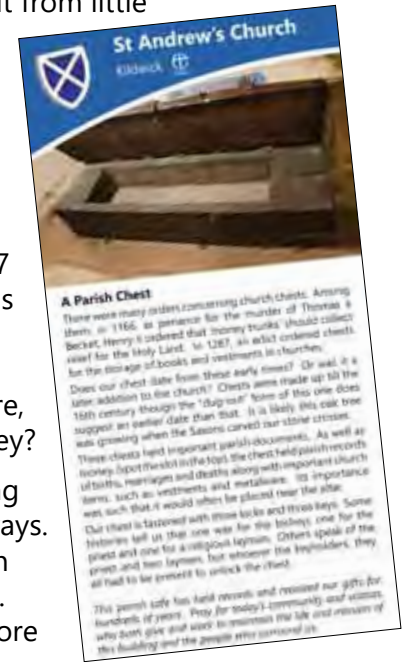 t from little
St Andrew's Church
Kildwick
7
s
A Parish Chest
There were many orders concerning church chests. Among
them, in 1166, as penance for the murder of Thomas à
Becket, Henry II ordered that 'money trunks' should collect
relief for the Holy Land. In 1287, an edict ordered chests
for the storage of books and vestments in churches.
re,
ey?
Does our chest date from these early times? Or was it a
later addition to the church? Chests were made up till the
16th century though the "dug-out" form of this one does
suggest an earlier date than that. It is likely this oak tree
was growing when the Saxons carved our stone crosses.
g
ays.
n
.
ore
These chests held important parish documents. As well as
money (spot the slot in the top), the chest held parish records
of births, marriages and deaths along with important church
items, such as vestments and metalware. Its importance
was such that it would often be placed near the altar.
Our chest is fastened with three locks and three keys. Some
histories tell us that one was for the bishop, one for the
priest and one for a religious layman. Others speak of the
priest and two laymen, but whoever the keyholders, they
all had to be present to unlock the chest.
This parish safe has held records and received our gifts for
hundreds of years. Pray for today's community and visitors
who both give and work to maintain the life and mission of
this building and the people who surround us.